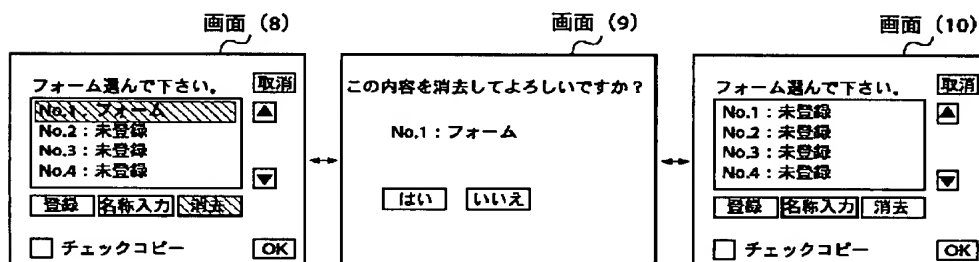 画面 (8)
フォーム選んで下さい。
取消
No.1：フォーム
No.2：未登録
No.3：未登録
No.4：未登録
登録 名称入力 消去
チェックコピー
OK
画面 (9)
この内容を消去してよろしいですか？
No.1：フォーム
はい いいえ
画面 (10)
フォーム選んで下さい。
取消
No.1：未登録
No.2：未登録
No.3：未登録
No.4：未登録
登録 名称入力 消去
チェックコピー
OK